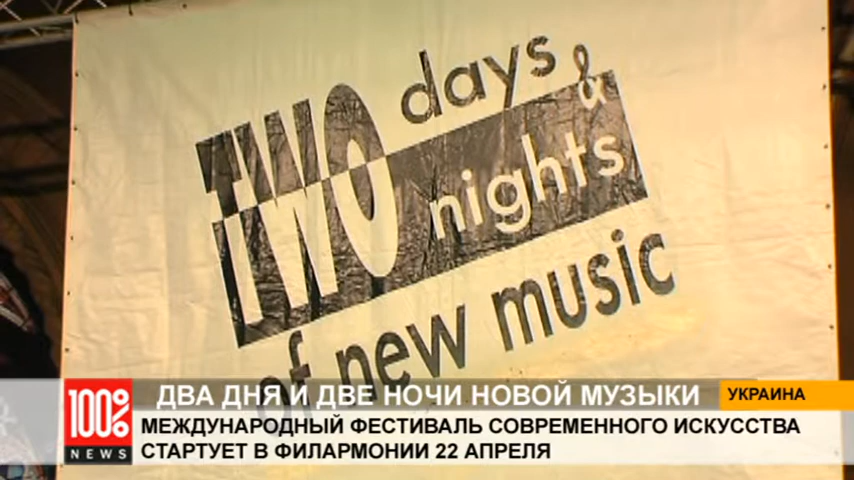 TWO days &
nights
of new music
ДВА ДНЯ И ДВЕ НОЧИ НОВОЙ МУЗЫКИ
УКРАИНА
100%
NEWS
МЕЖДУНАРОДНЫЙ ФЕСТИВАЛЬ СОВРЕМЕННОГО ИСКУССТВА
СТАРТУЕТ В ФИЛАРМОНИИ 22 АПРЕЛЯ